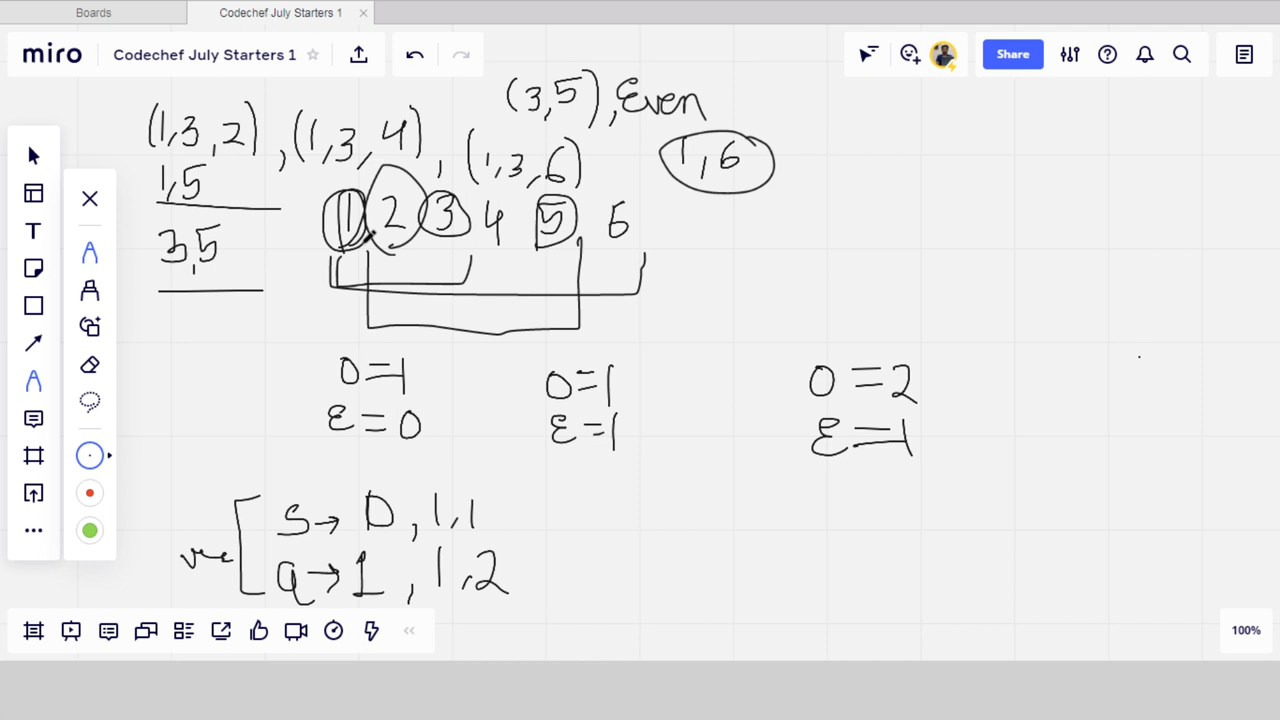 Boards
Codechef July Starters 1
miro
Codechef July Starters 1
Share
(3,5), Even
(1,3,2), (1,3,4), (1,3,6)
1,6
1,5
3,5
1 2 3 4 5, 6
O=1
E=0
O=1
E=1
O=2
E=1
S→ 0, 1,1
q→ 1, 1,2
100%